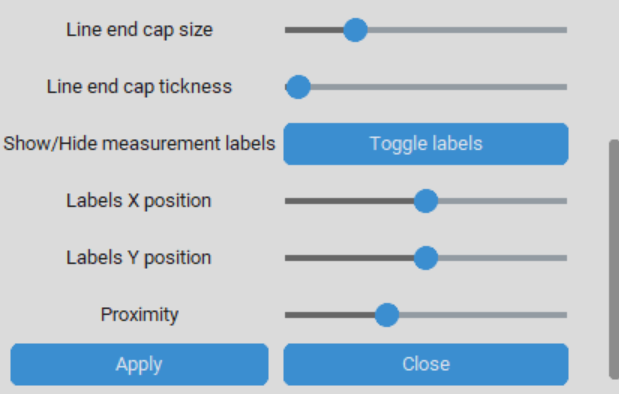 Line end cap size
Line end cap tickness
Show/Hide measurement labels Toggle labels
Labels X position
Labels Y position
Proximity
Apply Close